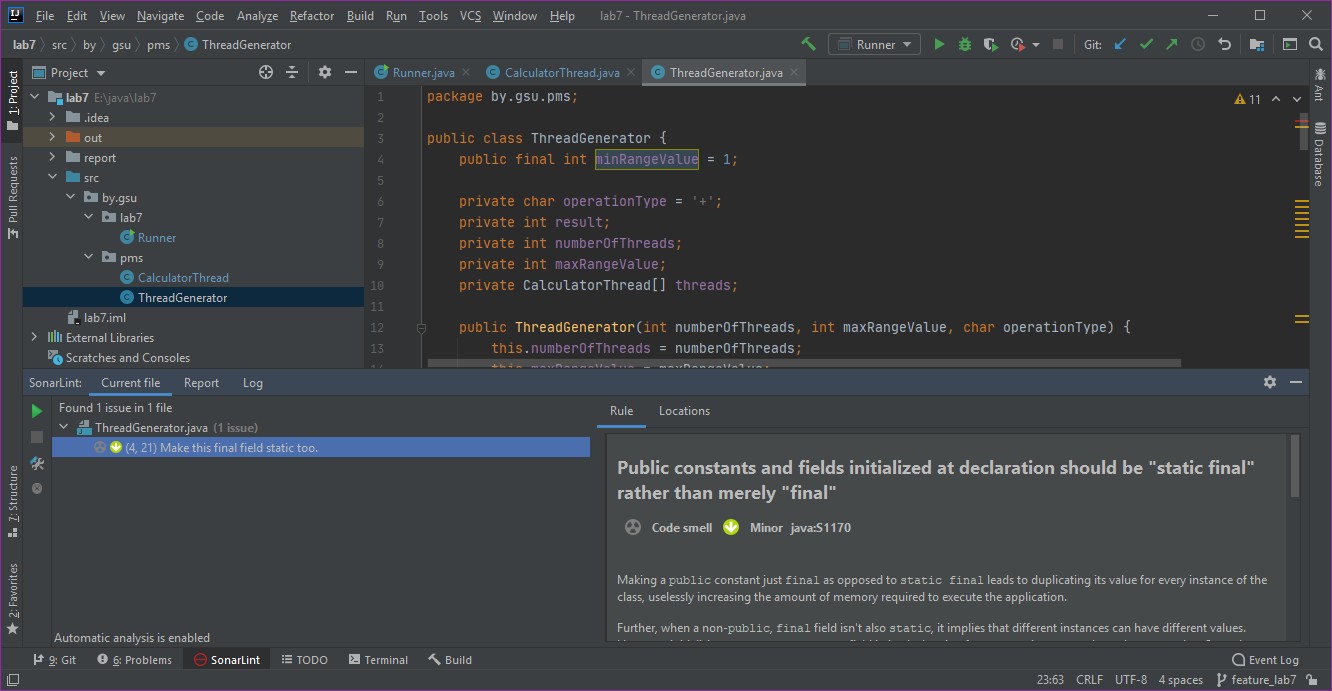 File Edit View Navigate Code Analyze Refactor Build Run Tools VCS Window Help lab7 - ThreadGenerator.java
lab7 src by gsu pms ThreadGenerator Runner Git:
1: Project
Pull Requests
7: Structure
2: Favorites
Project
lab7 E:\java\lab7
.idea
out
report
src
by.gsu
lab7
Runner
pms
CalculatorThread
ThreadGenerator
lab7.iml
External Libraries
Scratches and Consoles
Runner.java CalculatorThread.java ThreadGenerator.java
11
1 package by.gsu.pms;
2
3 public class ThreadGenerator {
4 public final int minRangeValue = 1;
5
6 private char operationType = '+';
7 private int result;
8 private int numberOfThreads;
9 private int maxRangeValue;
10 private CalculatorThread[] threads;
11
12 public ThreadGenerator(int numberOfThreads, int maxRangeValue, char operationType) {
13 this.numberOfThreads = numberOfThreads;
14 this.maxRangeValue = maxRangeValue;
Ant
Database
SonarLint: Current file Report Log
Found 1 issue in 1 file
ThreadGenerator.java (1 issue)
(4, 21) Make this final field static too.
Automatic analysis is enabled
Rule Locations
Public constants and fields initialized at declaration should be "static final"
rather than merely "final"
Code smell Minor java:S1170
Making a public constant just final as opposed to static final leads to duplicating its value for every instance of the
class, uselessly increasing the amount of memory required to execute the application.
Further, when a non-public, final field isn't also static, it implies that different instances can have different values.
9: Git 6: Problems SonarLint TODO Terminal Build Event Log
23:63 CRLF UTF-8 4 spaces feature_lab7